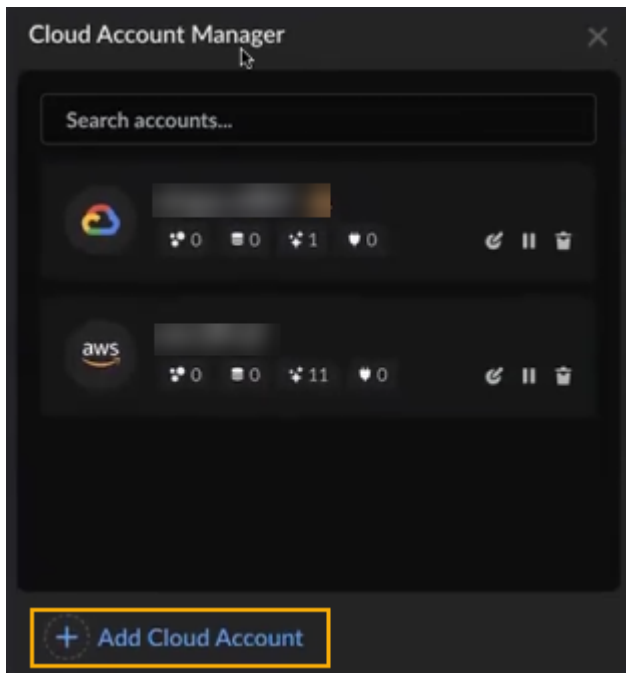 Cloud Account Manager
Search accounts...
0 0 1 0
aws
0 0 11 0
+ Add Cloud Account